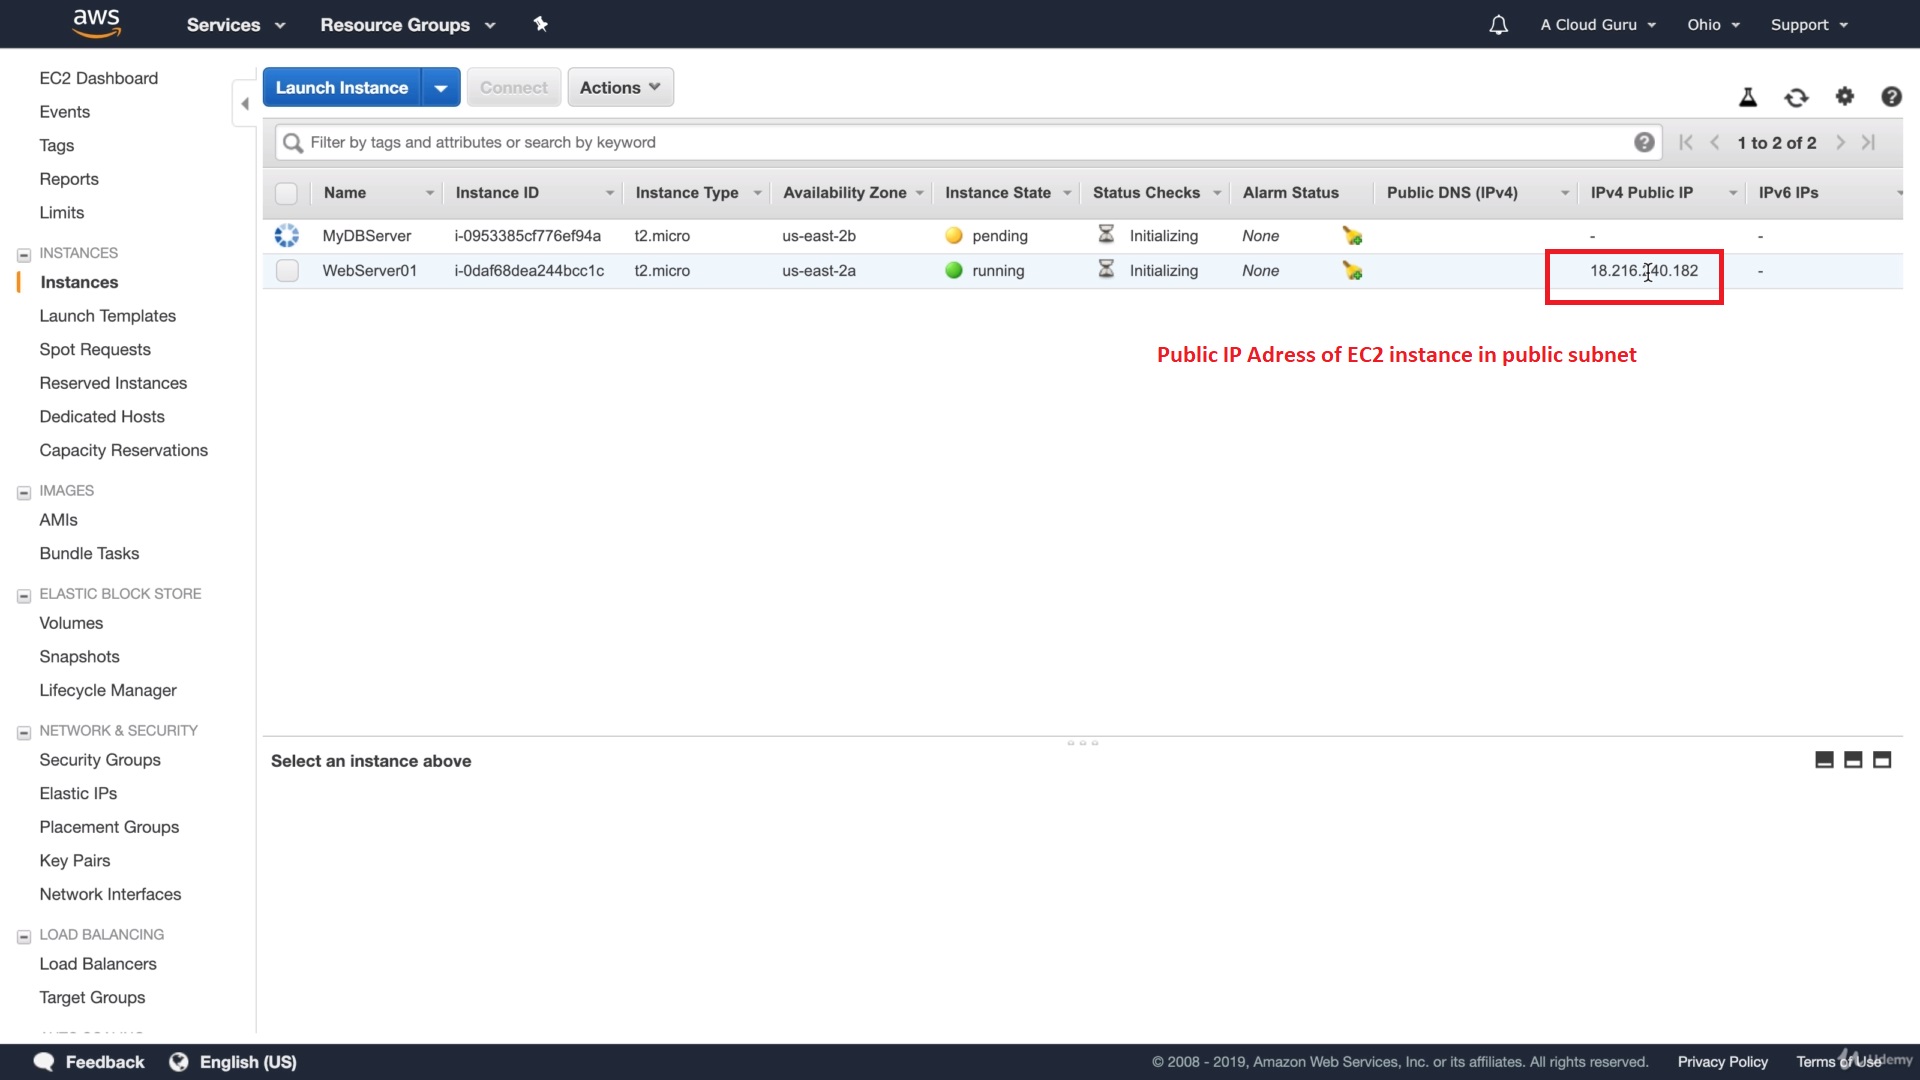 aws Services Resource Groups A Cloud Guru Ohio Support
EC2 Dashboard
Events
Tags
Reports
Limits
INSTANCES
Instances
Launch Templates
Spot Requests
Reserved Instances
Dedicated Hosts
Capacity Reservations
IMAGES
AMIs
Bundle Tasks
ELASTIC BLOCK STORE
Volumes
Snapshots
Lifecycle Manager
NETWORK & SECURITY
Security Groups
Elastic IPs
Placement Groups
Key Pairs
Network Interfaces
LOAD BALANCING
Load Balancers
Target Groups
Launch Instance Connect Actions
Filter by tags and attributes or search by keyword 1 to 2 of 2
Name Instance ID Instance Type Availability Zone Instance State Status Checks Alarm Status Public DNS (IPv4) IPv4 Public IP IPv6 IPs
MyDBServer i-0953385cf776ef94a t2.micro us-east-2b pending Initializing None - -
WebServer01 i-0daf68dea244bcc1c t2.micro us-east-2a running Initializing None 18.216.240.182 -
Public IP Adress of EC2 instance in public subnet
Select an instance above
Feedback English (US) © 2008 - 2019, Amazon Web Services, Inc. or its affiliates. All rights reserved. Privacy Policy Terms of Use